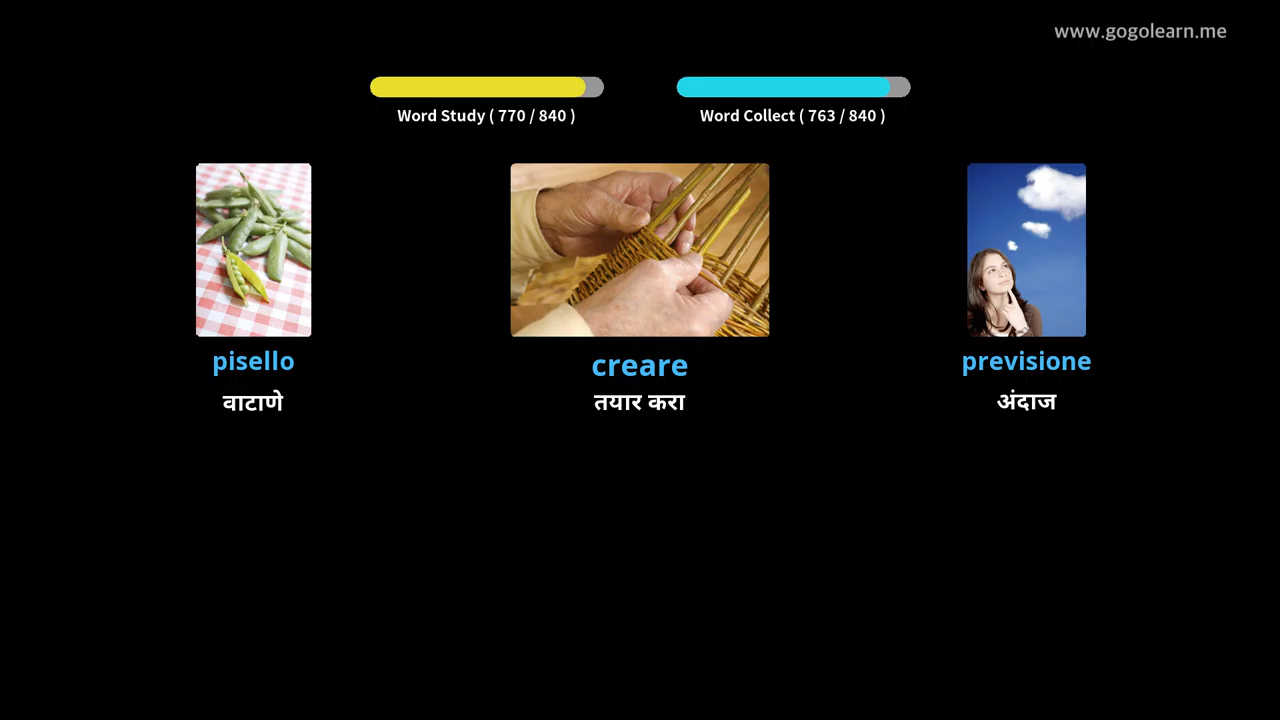 www.gogolearn.me
Word Study ( 770 / 840 )
Word Collect ( 763 / 840 )
pisello
creare
previsione
वाटाणे
तयार करा
अंदाज